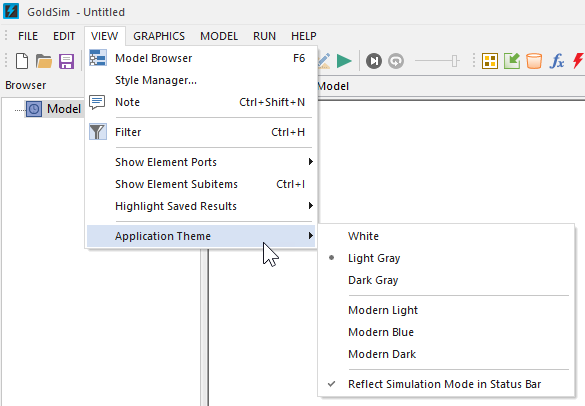 GoldSim - Untitled
FILE EDIT VIEW GRAPHICS MODEL RUN HELP
Browser
Model
Model
Model Browser F6
Style Manager...
Note Ctrl+Shift+N
Filter Ctrl+H
Show Element Ports
Show Element Subitems Ctrl+I
Highlight Saved Results
Application Theme
White
Light Gray
Dark Gray
Modern Light
Modern Blue
Modern Dark
Reflect Simulation Mode in Status Bar
fx